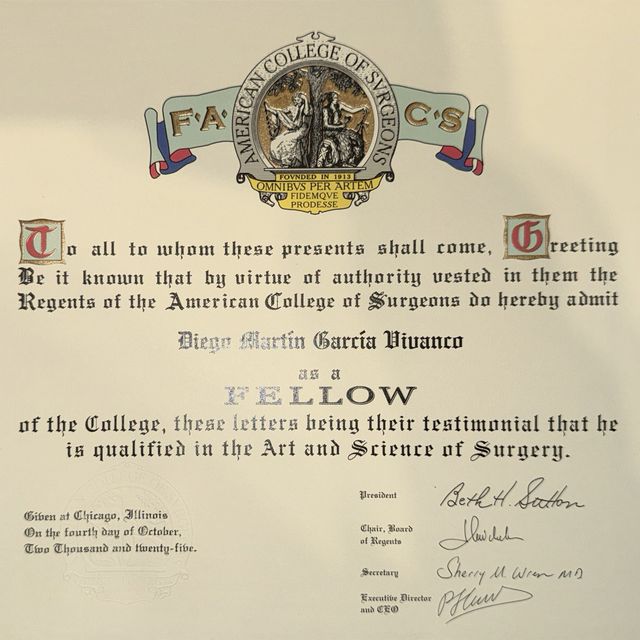 AMERICAN COLLEGE OF SVRGEONS
F·A·C·S
FOVNDED IN 1913
OMNIBVS PER ARTEM
FIDEMQVE
PRODESSE
To all to whom these presents shall come, Greeting
Be it known that by virtue of authority vested in them the
Regents of the American College of Surgeons do hereby admit
Diego Martín García Vivanco
as a
FELLOW
of the College, these letters being their testimonial that he
is qualified in the Art and Science of Surgery.
Given at Chicago, Illinois
On the fourth day of October,
Two Thousand and twenty-five.
President Beth H. Sutton
Chair, Board
of Regents
Secretary Sherry M. Wren MD
Executive Director
and CEO